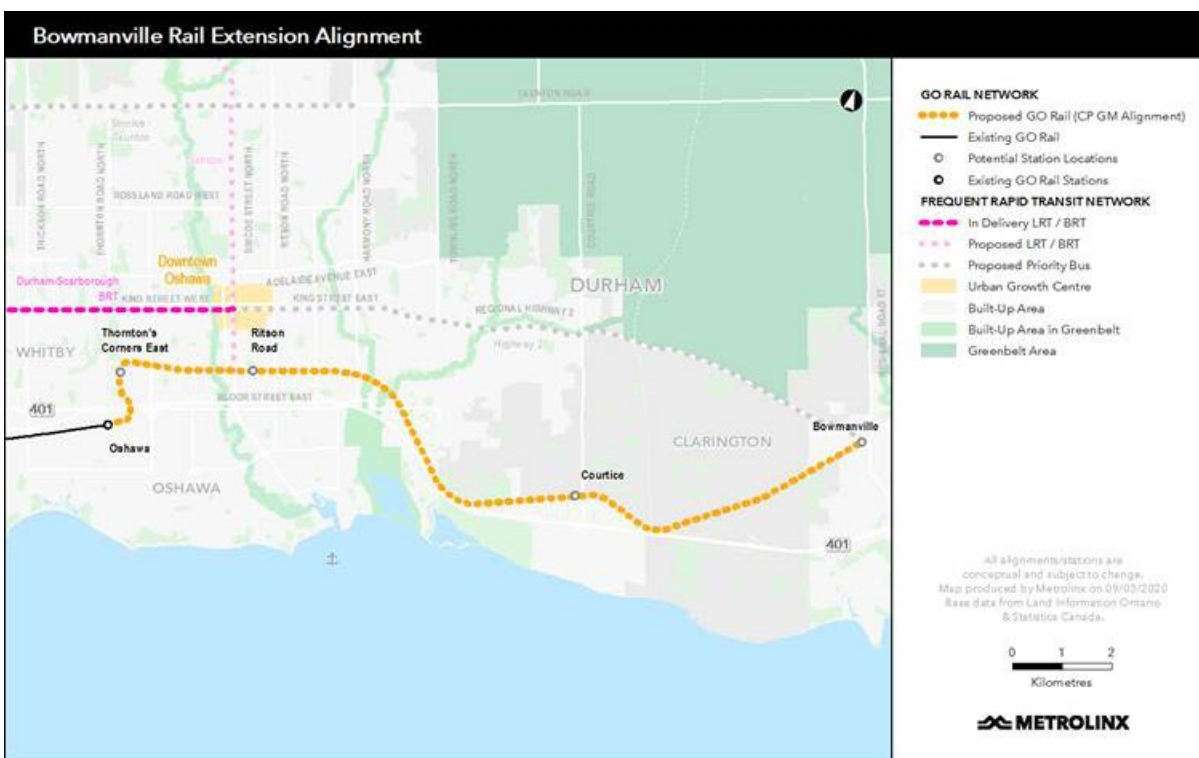 Bowmanville Rail Extension Alignment
TAUNTON ROAD
THICKSON ROAD NORTH
THORNTON ROAD NORTH
SIMCOE STREET NORTH
RITSON ROAD NORTH
HARMONY ROAD NORTH
TOWNLINE ROAD NORTH
COURTICE ROAD
ROSSLAND ROAD WEST
Downtown
Oshawa
ADELAIDE AVENUE EAST
Durham-Scarborough
BRT
KING STREET WEST
KING STREET EAST
REGIONAL HIGHWAY 2
Highway 2
DURHAM
WHITBY
Thornton's
Corners East
Ritson
Road
BLOOR STREET EAST
401
Oshawa
OSHAWA
Courtice
CLARINGTON
Bowmanville
401
GO RAIL NETWORK
Proposed GO Rail (CP GM Alignment)
Existing GO Rail
Potential Station Locations
Existing GO Rail Stations
FREQUENT RAPID TRANSIT NETWORK
In Delivery LRT / BRT
Proposed LRT / BRT
Proposed Priority Bus
Urban Growth Centre
Built-Up Area
Built-Up Area in Greenbelt
Greenbelt Area
All alignments/stations are
conceptual and subject to change.
Map produced by Metrolinx on 09/03/2020
Base data from Land Information Ontario
& Statistics Canada.
0 1 2
Kilometres
METROLINX